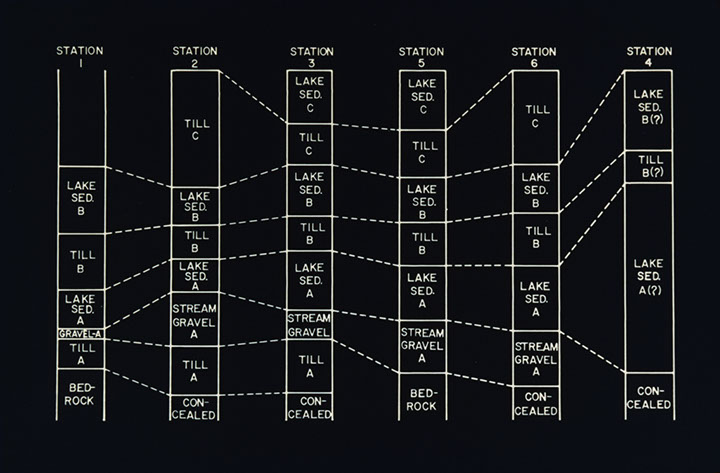 STATION
1
STATION
2
STATION
3
STATION
5
STATION
6
STATION
4
LAKE
SED.
B
TILL
B
LAKE
SED.
A
GRAVEL-A
TILL
A
BED-
ROCK
TILL
C
LAKE
SED.
B
TILL
B
LAKE
SED.
A
STREAM
GRAVEL
A
TILL
A
CON-
CEALED
LAKE
SED.
C
TILL
C
LAKE
SED.
B
TILL
B
LAKE
SED.
A
STREAM
GRAVEL
TILL
A
CON-
CEALED
LAKE
SED.
C
TILL
C
LAKE
SED.
B
TILL
B
LAKE
SED.
A
STREAM
GRAVEL
A
BED-
ROCK
TILL
C
LAKE
SED.
B
TILL
B
LAKE
SED.
A
STREAM
GRAVEL
A
CON-
CEALED
LAKE
SED.
B(?)
TILL
B(?)
LAKE
SED.
A(?)
CON-
CEALED